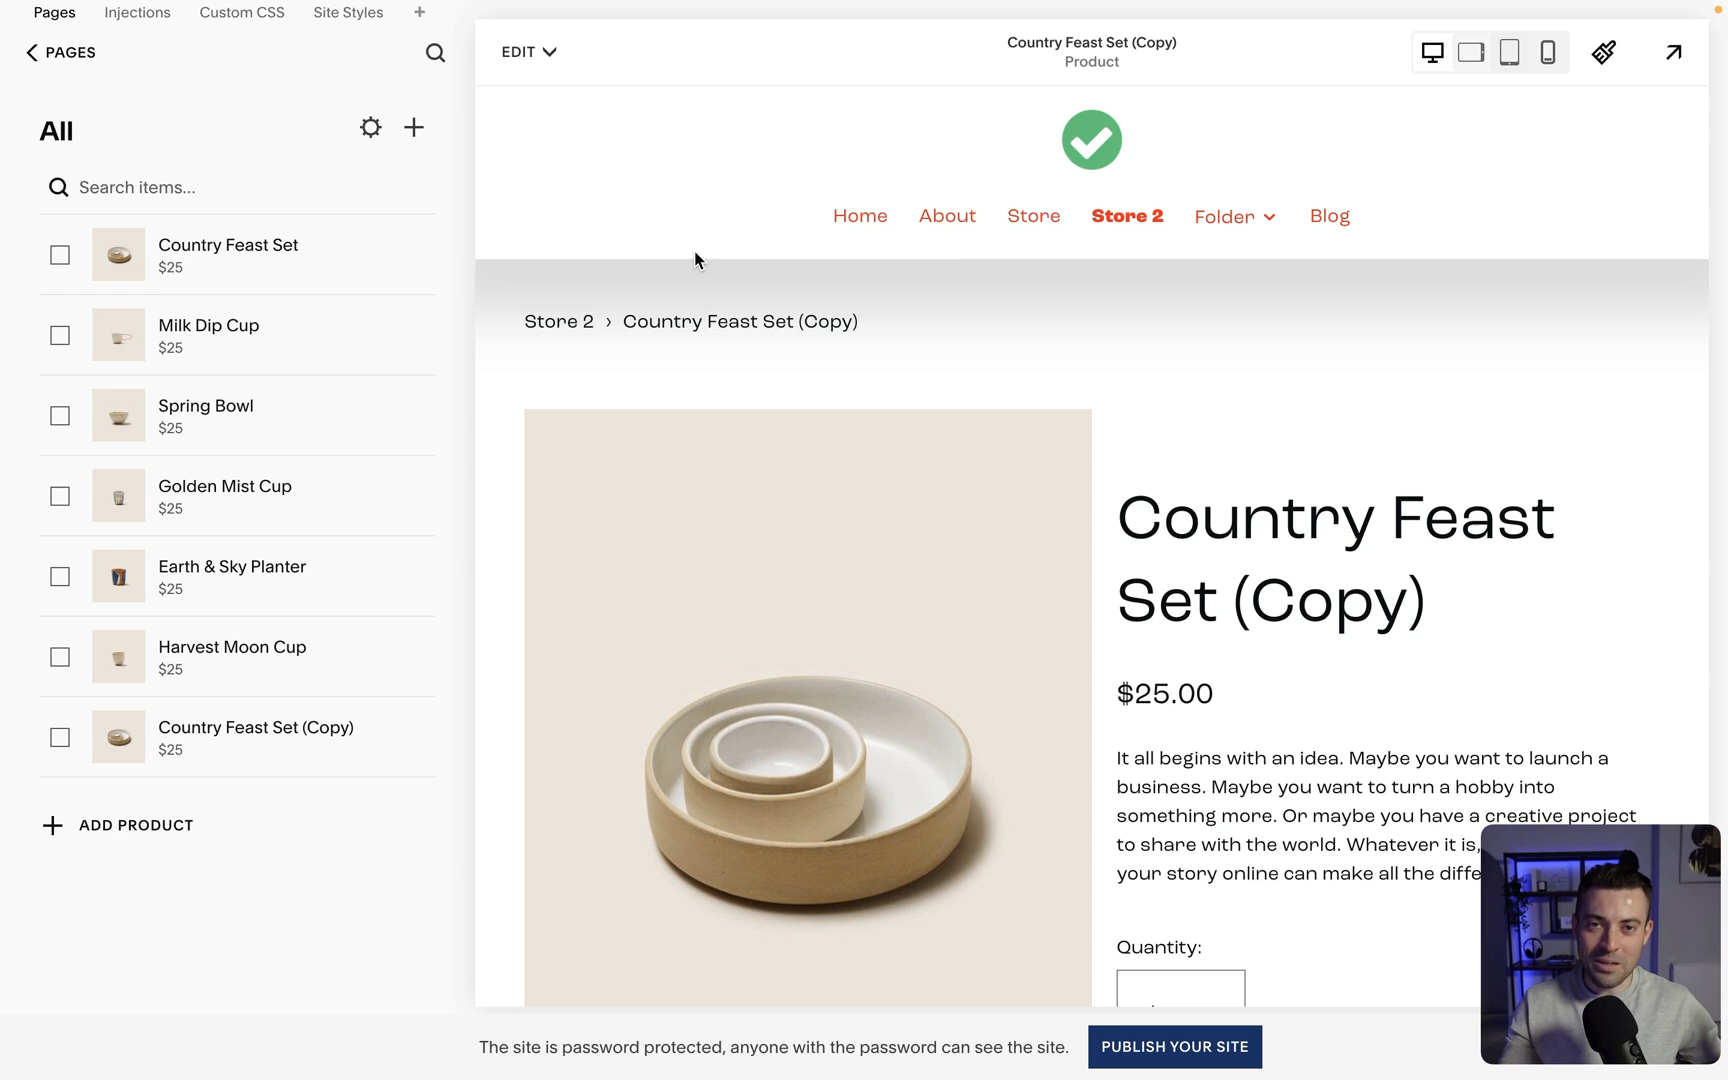 Pages
Injections
Custom CSS
Site Styles
PAGES
All
Search items...
Country Feast Set
$25
Milk Dip Cup
$25
Spring Bowl
$25
Golden Mist Cup
$25
Earth & Sky Planter
$25
Harvest Moon Cup
$25
Country Feast Set (Copy)
$25
ADD PRODUCT
EDIT
Country Feast Set (Copy)
Product
Home
About
Store
Store 2
Folder
Blog
Store 2 › Country Feast Set (Copy)
Country Feast
Set (Copy)
$25.00
It all begins with an idea. Maybe you want to launch a
business. Maybe you want to turn a hobby into
something more. Or maybe you have a creative project
to share with the world. Whatever it is,
your story online can make all the diffe
Quantity:
The site is password protected, anyone with the password can see the site.
PUBLISH YOUR SITE